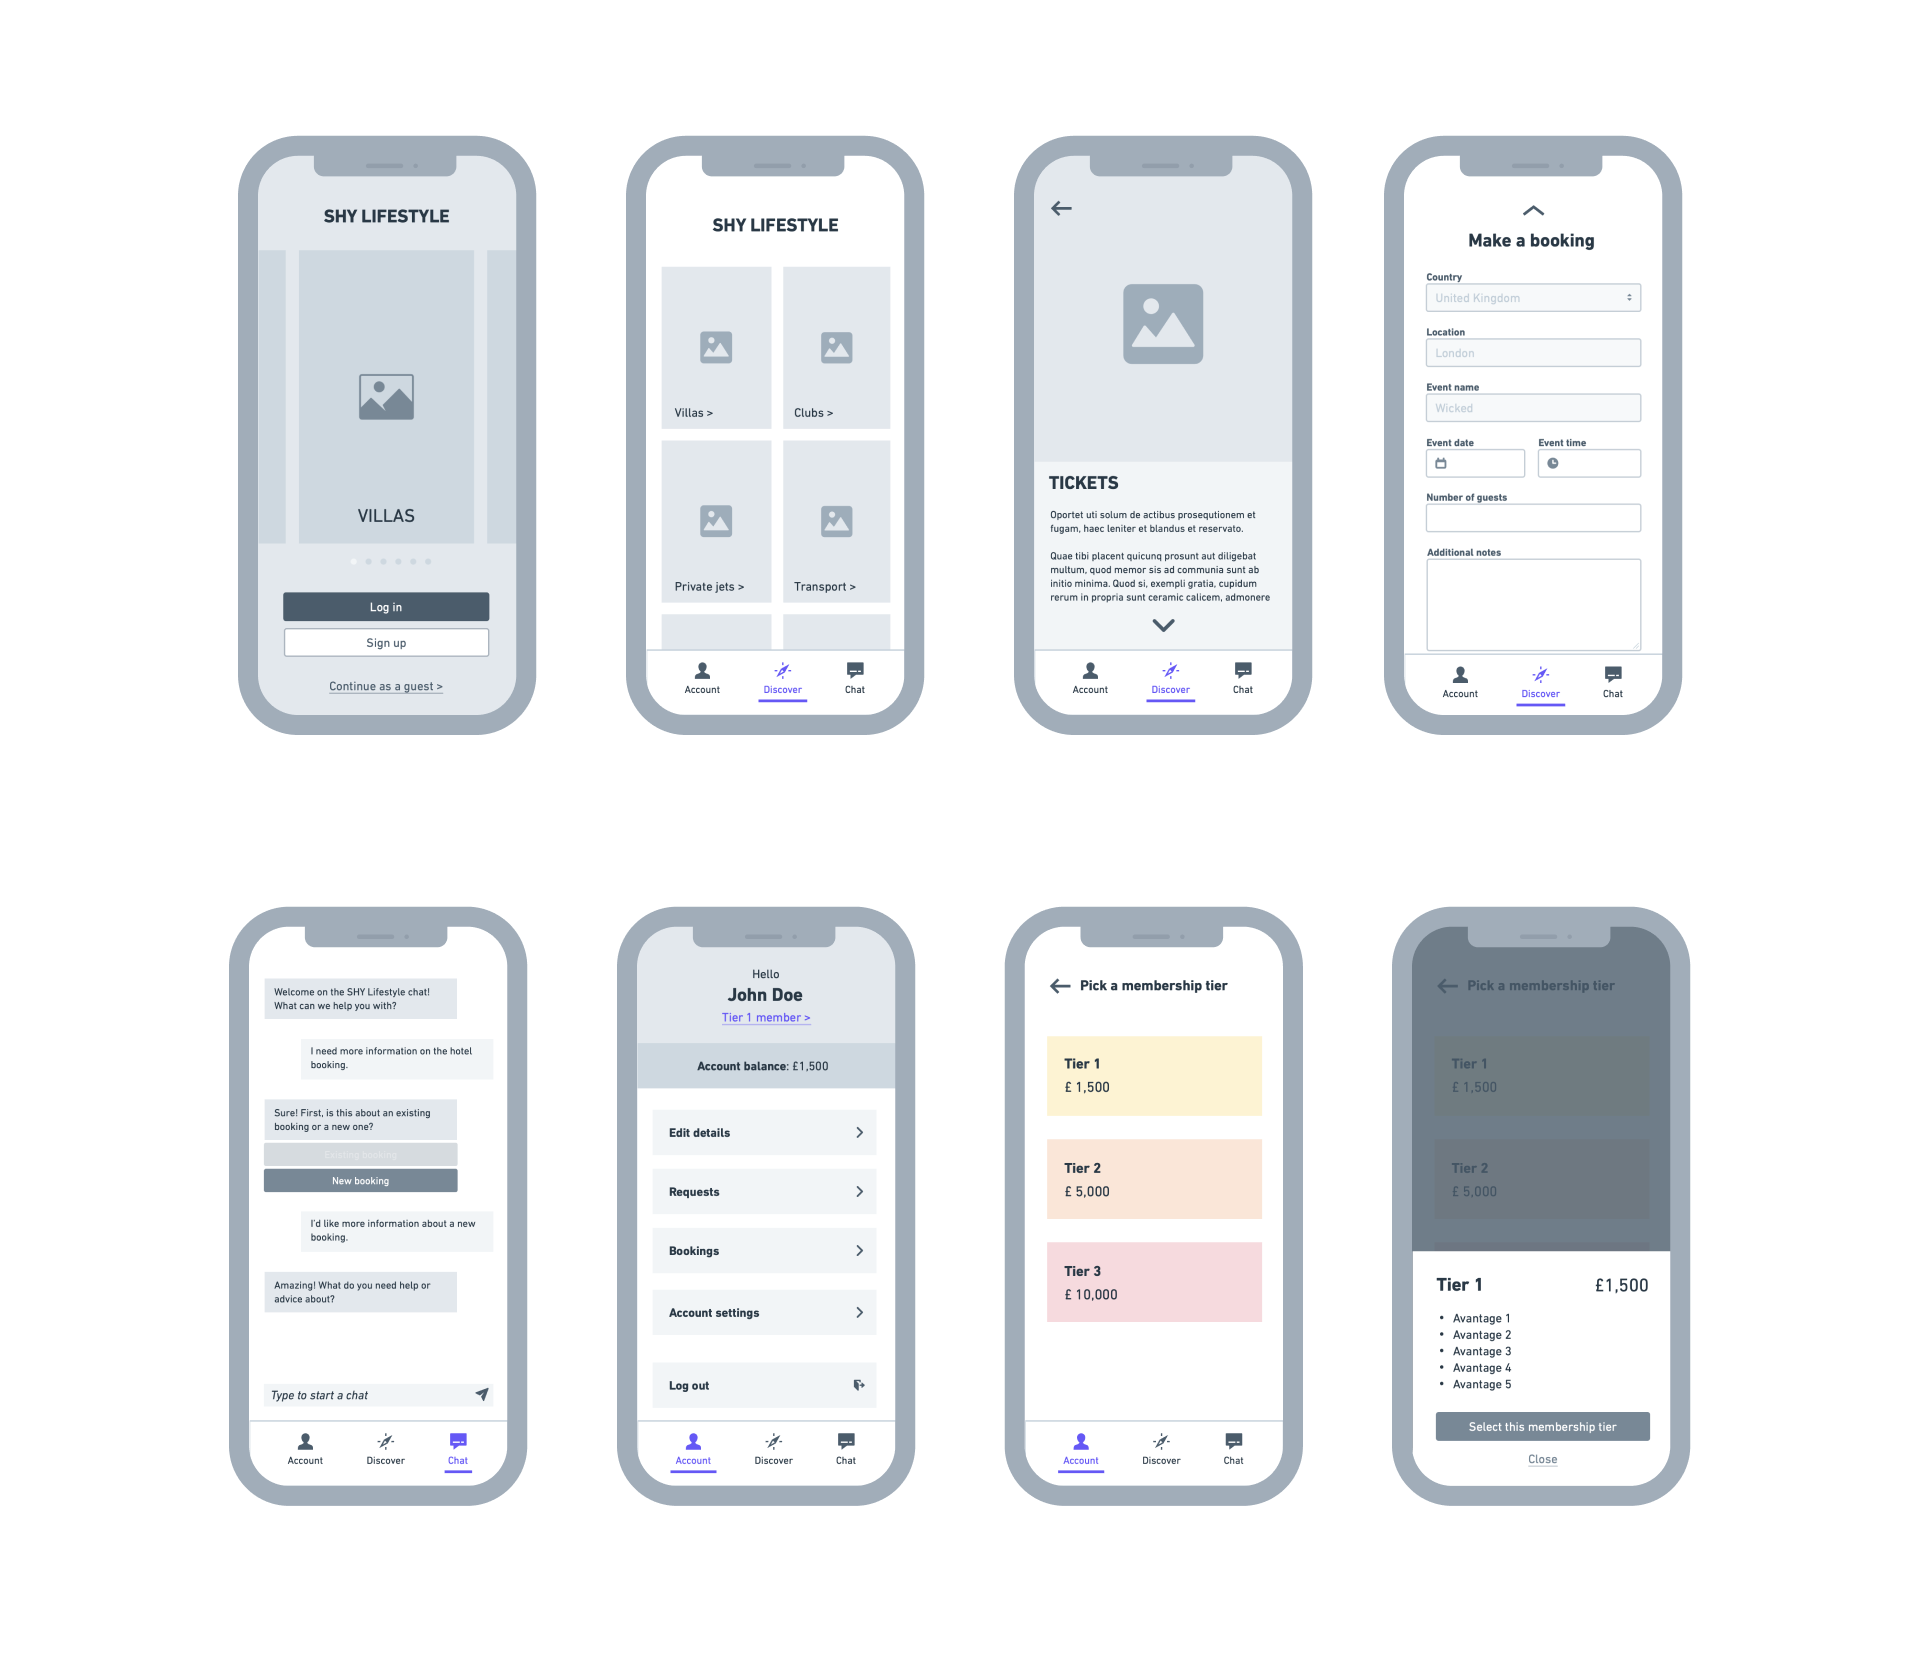 SHY LIFESTYLE
VILLAS
Log in
Sign up
Continue as a guest >
SHY LIFESTYLE
Villas >
Clubs >
Private jets >
Transport >
Account
Discover
Chat
TICKETS
Oportet uti solum de actibus prosequtionem et
fugam, haec leniter et blandus et reservato.
Quae tibi placent quicunq prosunt aut diligebat
multum, quod memor sis ad communia sunt ab
initio minima. Quod si, exempli gratia, cupidum
rerum in propria sunt ceramic calicem, admonere
Account
Discover
Chat
Make a booking
Country
United Kingdom
Location
London
Event name
Wicked
Event date
Event time
Number of guests
Additional notes
Account
Discover
Chat
Welcome on the SHY Lifestyle chat!
What can we help you with?
I need more information on the hotel
booking.
Sure! First, is this about an existing
booking or a new one?
Existing booking
New booking
I'd like more information about a new
booking.
Amazing! What do you need help or
advice about?
Type to start a chat
Account
Discover
Chat
Hello
John Doe
Tier 1 member >
Account balance: £1,500
Edit details
Requests
Bookings
Account settings
Log out
Account
Discover
Chat
Pick a membership tier
Tier 1
£ 1,500
Tier 2
£ 5,000
Tier 3
£ 10,000
Account
Discover
Chat
Pick a membership tier
Tier 1
£ 1,500
Tier 2
£ 5,000
Tier 1
£1,500
• Avantage 1
• Avantage 2
• Avantage 3
• Avantage 4
• Avantage 5
Select this membership tier
Close